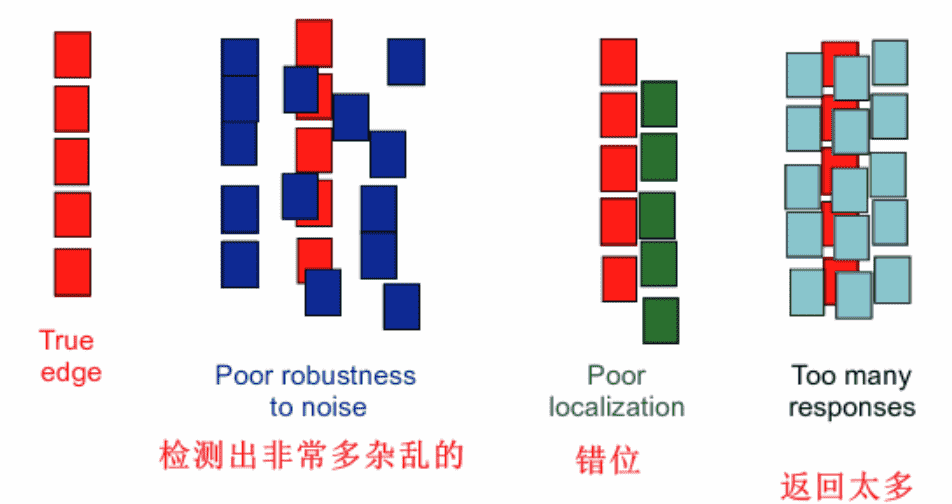 True
edge
Poor robustness
to noise
检测出非常多杂乱的
Poor
localization
错位
Too many
responses
返回太多